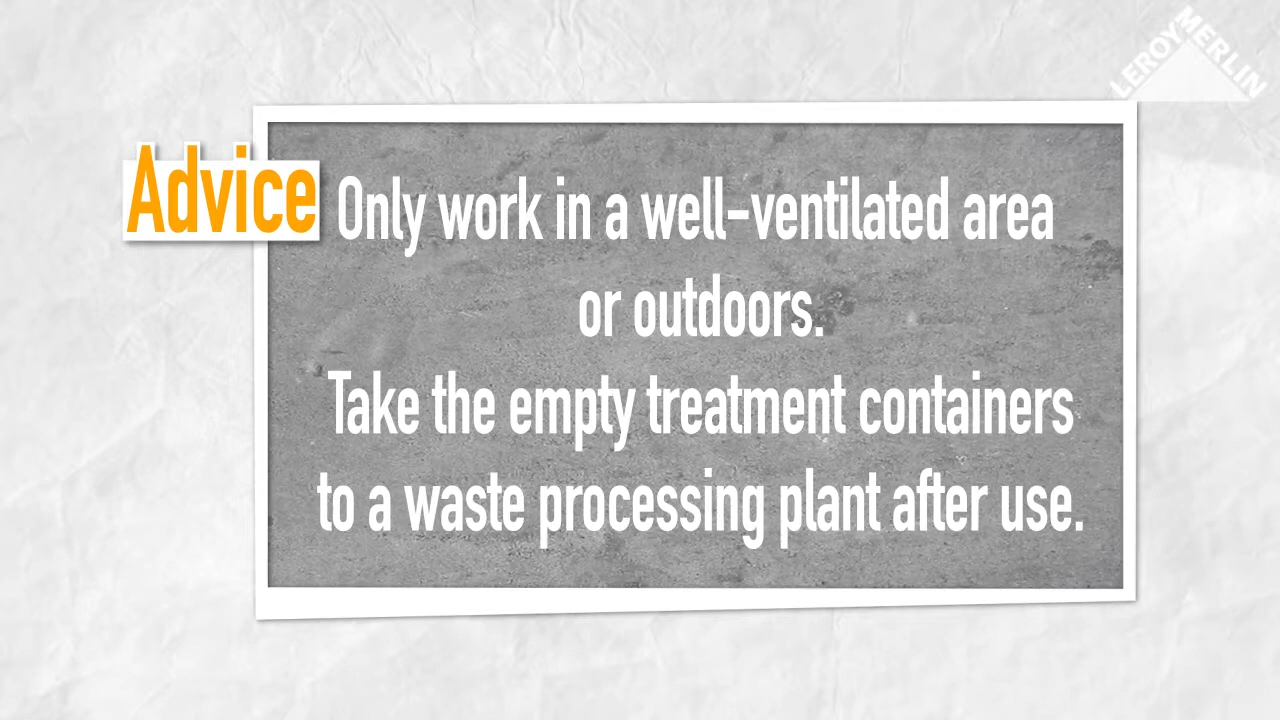 LEROY MERLIN
Advice
Only work in a well-ventilated area
or outdoors.
Take the empty treatment containers
to a waste processing plant after use.